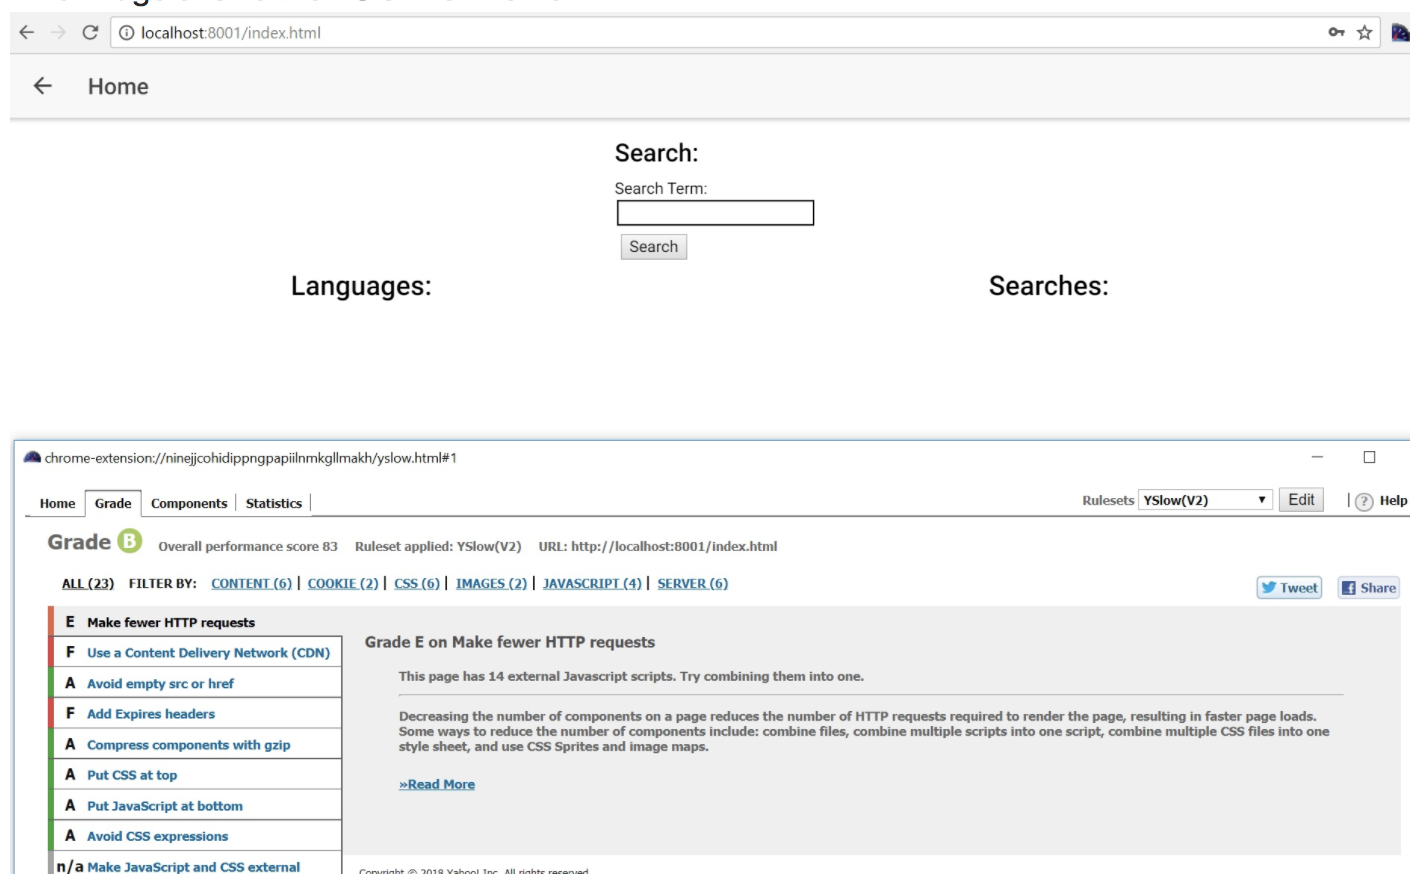 localhost:8001/index.html
Home
Search:
Search Term:
Search
Languages: Searches:
chrome-extension://ninejjcohidippngpapiilnmkgllmakh/yslow.html#1
Home Grade Components Statistics Rulesets YSlow(V2) Edit ? Help
Grade B Overall performance score 83 Ruleset applied: YSlow(V2) URL: http://localhost:8001/index.html
ALL (23) FILTER BY: CONTENT (6) | COOKIE (2) | CSS (6) | IMAGES (2) | JAVASCRIPT (4) | SERVER (6)
Tweet Share
E Make fewer HTTP requests
F Use a Content Delivery Network (CDN)
A Avoid empty src or href
F Add Expires headers
A Compress components with gzip
A Put CSS at top
A Put JavaScript at bottom
A Avoid CSS expressions
n/a Make JavaScript and CSS external
Grade E on Make fewer HTTP requests
This page has 14 external Javascript scripts. Try combining them into one.
Decreasing the number of components on a page reduces the number of HTTP requests required to render the page, resulting in faster page loads.
Some ways to reduce the number of components include: combine files, combine multiple scripts into one script, combine multiple CSS files into one
style sheet, and use CSS Sprites and image maps.
»Read More
Copyright © 2018 Yahoo! Inc. All rights reserved.